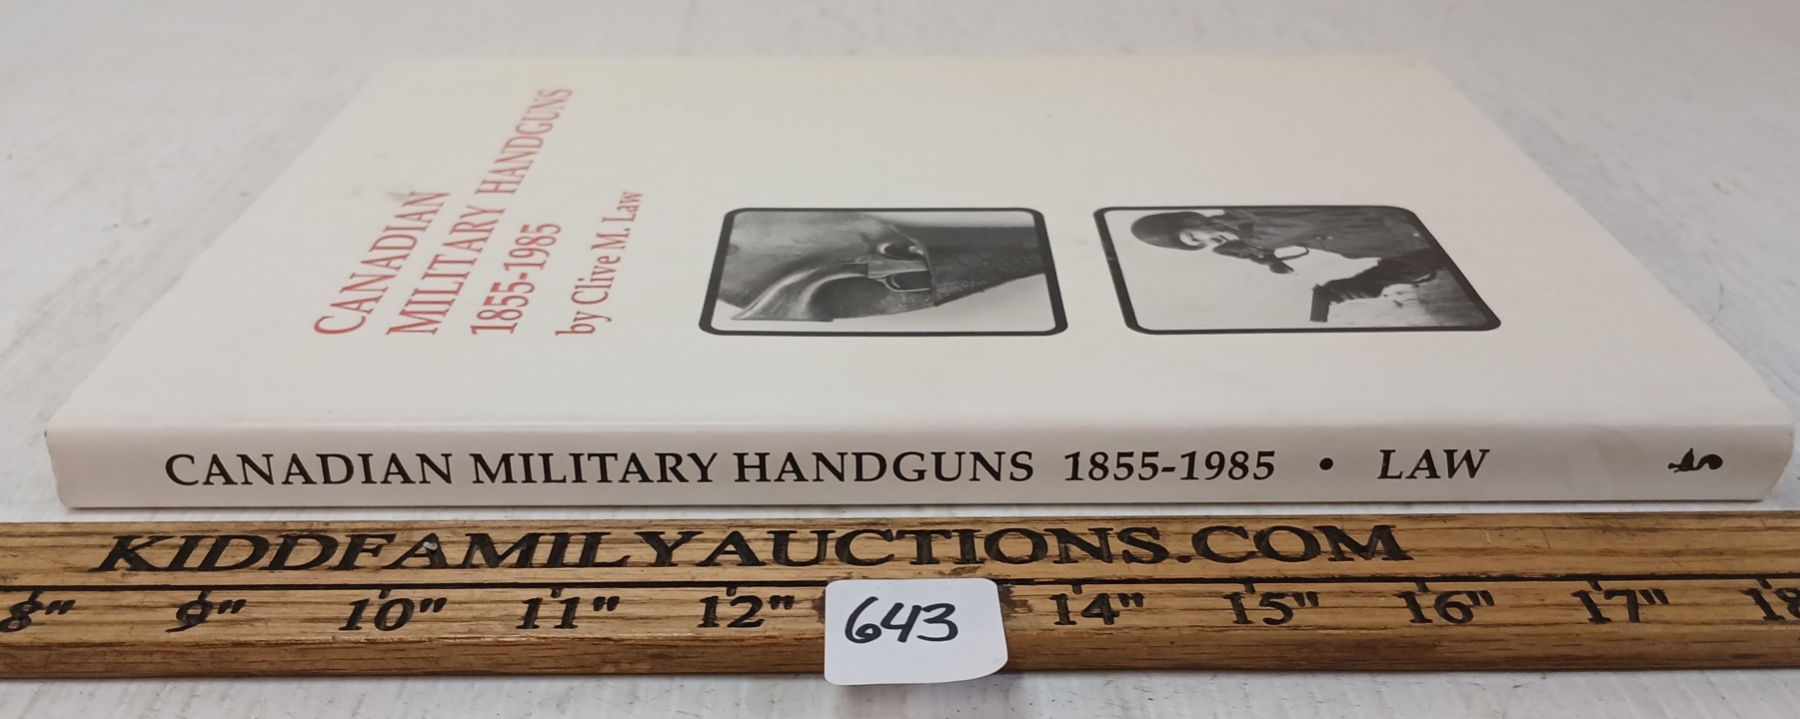 CANADIAN
MILITARY HANDGUNS
1855-1985
by Clive M. Law
CANADIAN MILITARY HANDGUNS 1855-1985 • LAW
KIDDFAMILYAUCTIONS.COM
8" 9" 10" 11" 12" 14" 15" 16" 17" 18
643